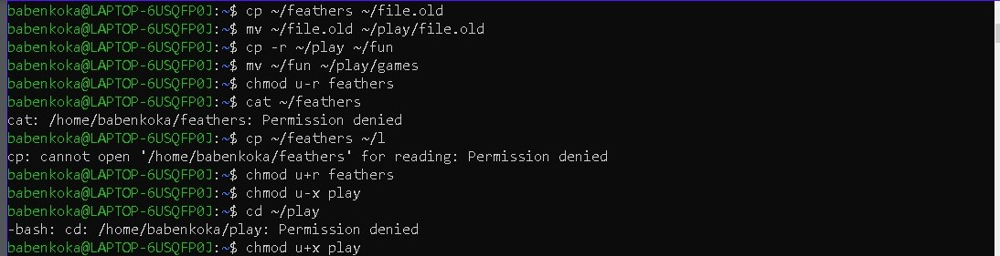 babenkoka@LAPTOP-6USQFP0J:~$ cp ~/feathers ~/file.old
babenkoka@LAPTOP-6USQFP0J:~$ mv ~/file.old ~/play/file.old
babenkoka@LAPTOP-6USQFP0J:~$ cp -r ~/play ~/fun
babenkoka@LAPTOP-6USQFP0J:~$ mv ~/fun ~/play/games
babenkoka@LAPTOP-6USQFP0J:~$ chmod u-r feathers
babenkoka@LAPTOP-6USQFP0J:~$ cat ~/feathers
cat: /home/babenkoka/feathers: Permission denied
babenkoka@LAPTOP-6USQFP0J:~$ cp ~/feathers ~/l
cp: cannot open '/home/babenkoka/feathers' for reading: Permission denied
babenkoka@LAPTOP-6USQFP0J:~$ chmod u+r feathers
babenkoka@LAPTOP-6USQFP0J:~$ chmod u-x play
babenkoka@LAPTOP-6USQFP0J:~$ cd ~/play
-bash: cd: /home/babenkoka/play: Permission denied
babenkoka@LAPTOP-6USQFP0J:~$ chmod u+x play